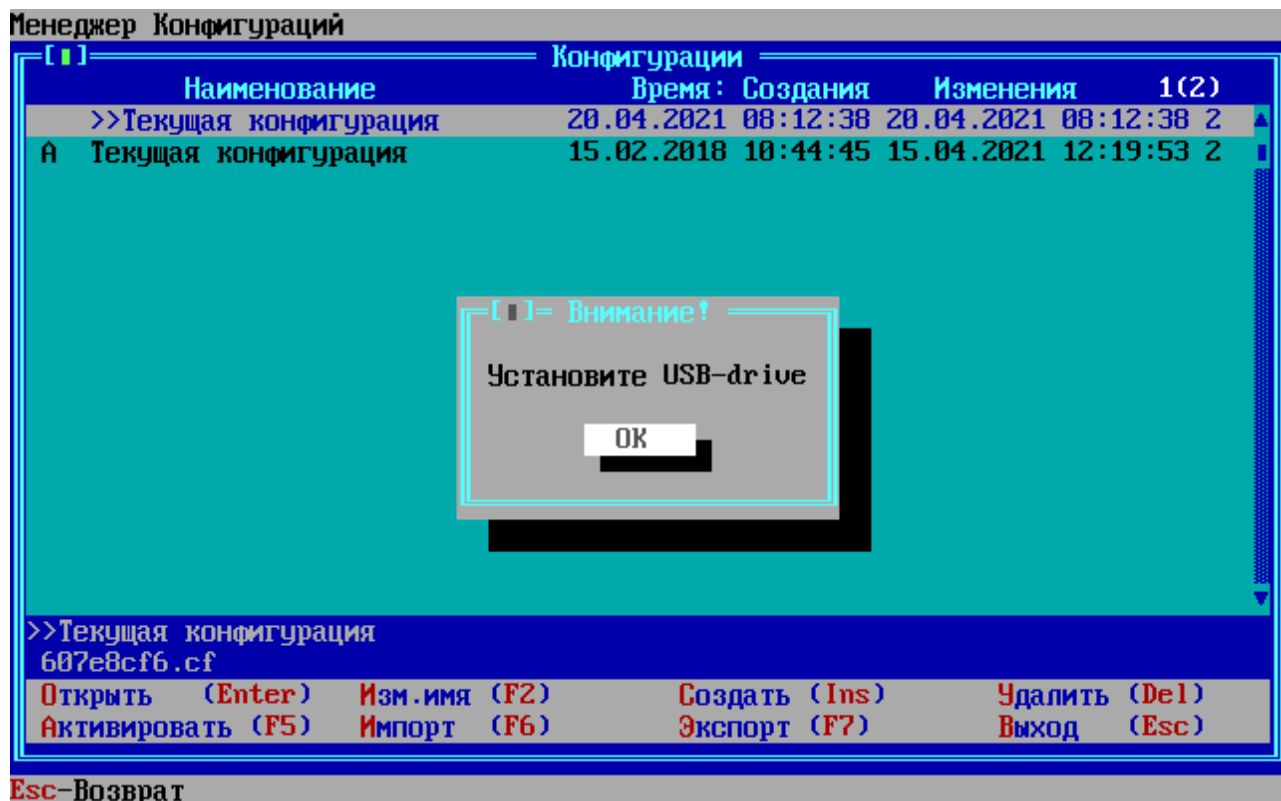 Менеджер Конфигураций
Конфигурации
Наименование Время: Создания Изменения 1(2)
>>Текущая конфигурация 20.04.2021 08:12:38 20.04.2021 08:12:38 2
А Текущая конфигурация 15.02.2018 10:44:45 15.04.2021 12:19:53 2
Внимание!
Установите USB-drive
OK
>>Текущая конфигурация
607e8cf6.cf
Открыть (Enter) Изм.имя (F2) Создать (Ins) Удалить (Del)
Активировать (F5) Импорт (F6) Экспорт (F7) Выход (Esc)
Esc-Возврат